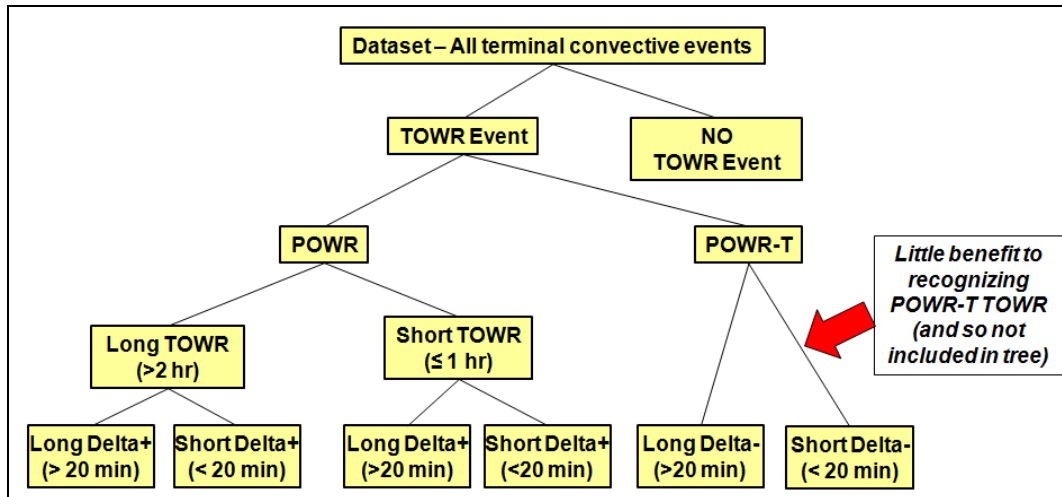 Dataset – All terminal convective events
TOWR Event
NO
TOWR Event
POWR
POWR-T
Little benefit to
recognizing
POWR-T TOWR
(and so not
included in tree)
Long TOWR
(>2 hr)
Short TOWR
(≤ 1 hr)
Long Delta+
(> 20 min)
Short Delta+
(< 20 min)
Long Delta+
(>20 min)
Short Delta+
(<20 min)
Long Delta-
(>20 min)
Short Delta-
(< 20 min)